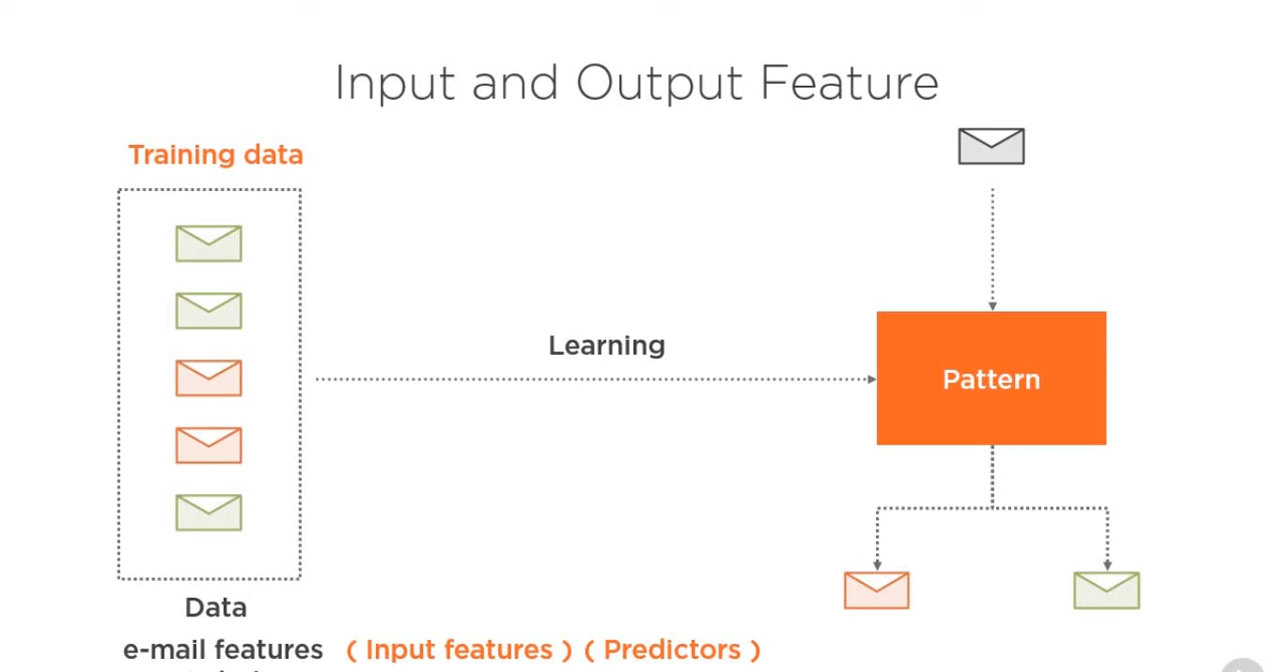 Input and Output Feature
Training data
Learning
Pattern
Data
e-mail features ( Input features ) ( Predictors )